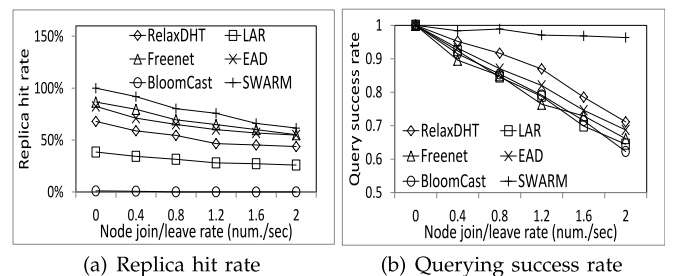 150%
100%
50%
0%
Replica hit rate
RelaxDHT
LAR
Freenet
EAD
BloomCast
SWARM
0 0.4 0.8 1.2 1.6 2
Node join/leave rate (num./sec)
(a) Replica hit rate
1
0.9
0.8
0.7
0.6
0.5
Query success rate
RelaxDHT
LAR
Freenet
EAD
BloomCast
SWARM
0 0.4 0.8 1.2 1.6 2
Node join/leave rate (num./sec)
(b) Querying success rate